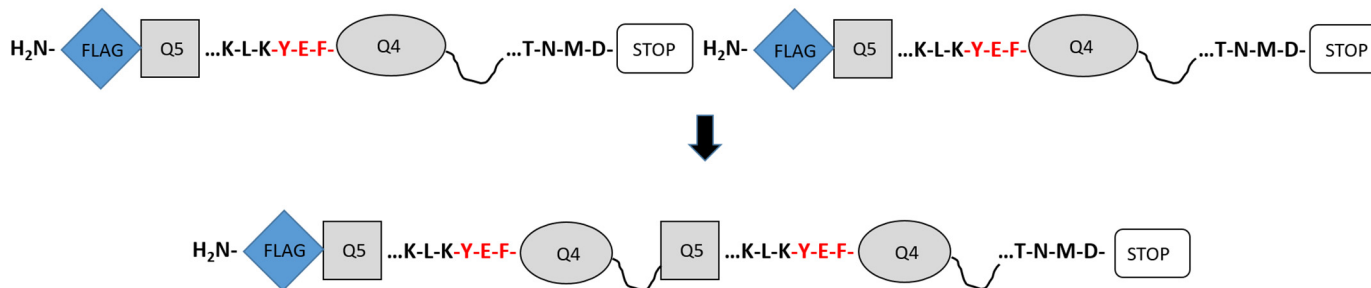 H2N- FLAG Q5 ...K-L-K-Y-E-F- Q4 ...T-N-M-D- STOP H2N- FLAG Q5 ...K-L-K-Y-E-F- Q4 ...T-N-M-D- STOP
H2N- FLAG Q5 ...K-L-K-Y-E-F- Q4 Q5 ...K-L-K-Y-E-F- Q4 ...T-N-M-D- STOP